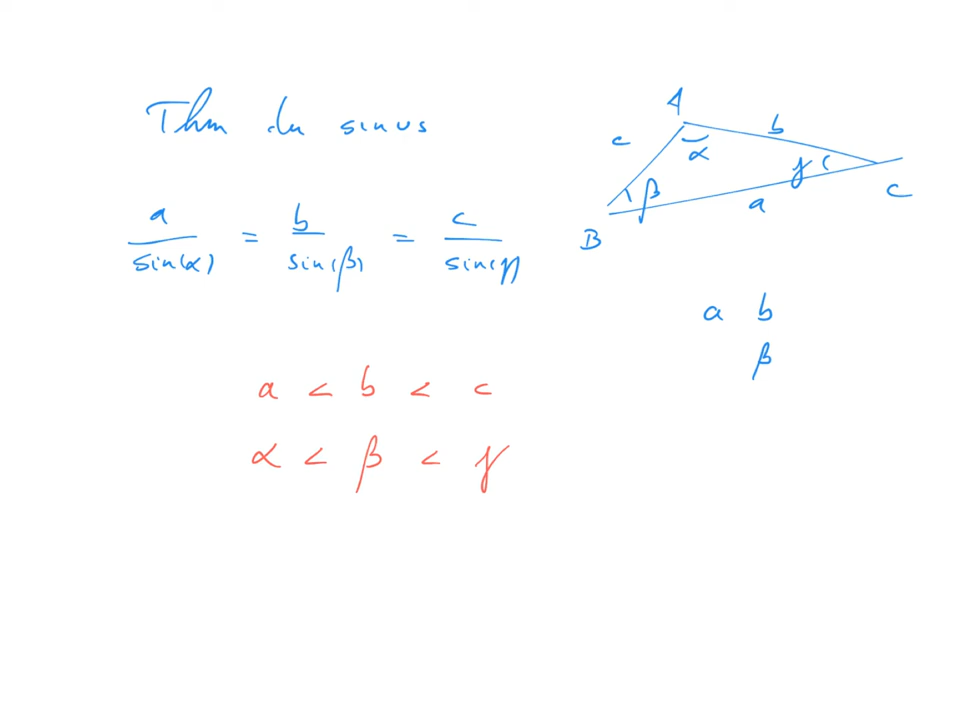 Thm du sinus
A
c b
α γ
β
a C
B
a/sin(α) = b/sin(β) = c/sin(γ)
a b
β
a < b < c
α < β < γ